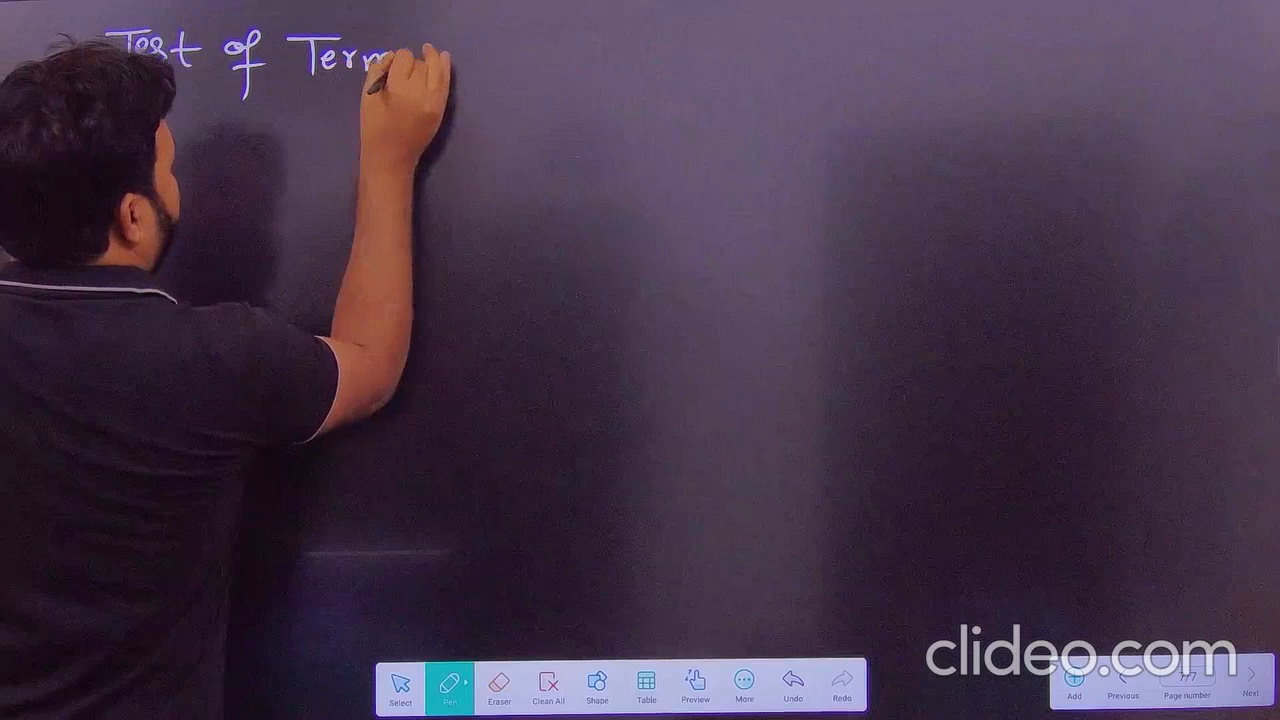 Test of Term
Select
Pen
Eraser
Clean All
Shape
Table
Preview
More
Undo
Redo
Add
Previous
Page number
Next
clideo.com